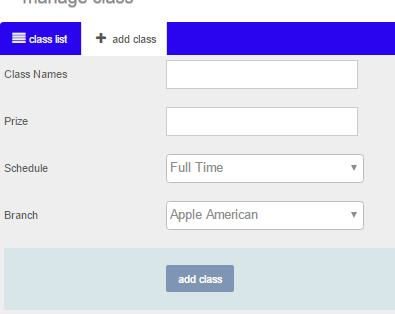 manage class
class list
add class
Class Names
Prize
Schedule
Full Time
Branch
Apple American
add class